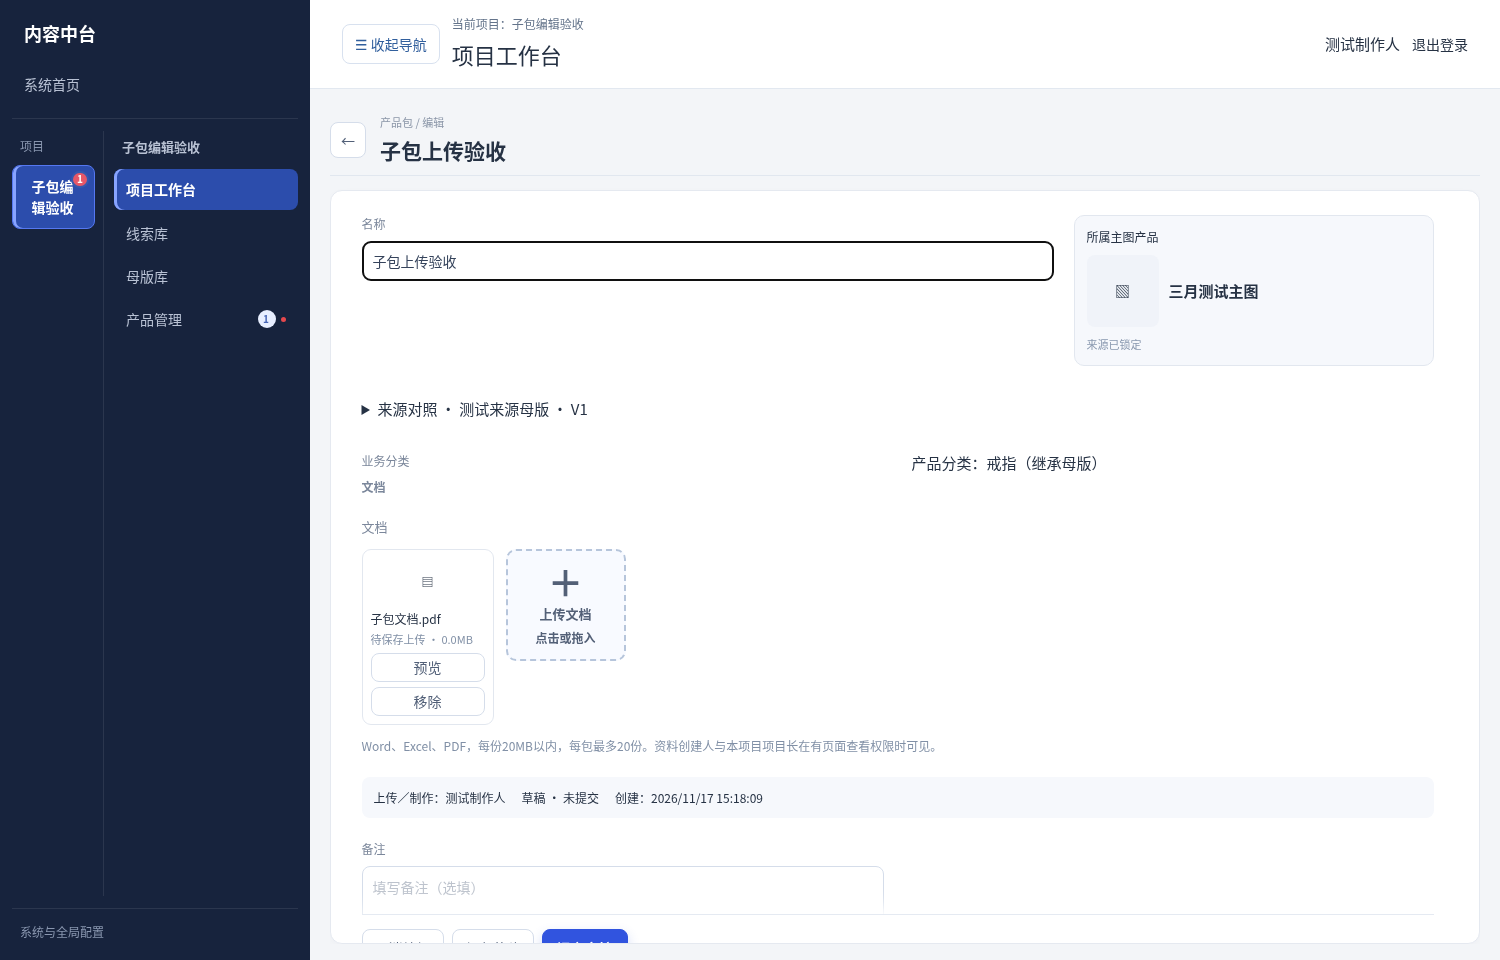 内容中台
系统首页
项目
子包编
辑验收
1
子包编辑验收
项目工作台
线索库
母版库
产品管理
1
系统与全局配置
☰ 收起导航
当前项目：子包编辑验收
项目工作台
测试制作人
退出登录
←
产品包 / 编辑
子包上传验收
名称
子包上传验收
所属主图产品
三月测试主图
来源已锁定
▶ 来源对照 · 测试来源母版 · V1
业务分类
文档
产品分类：戒指（继承母版）
文档
子包文档.pdf
待保存上传 · 0.0MB
预览
移除
上传文档
点击或拖入
Word、Excel、PDF，每份20MB以内，每包最多20份。资料创建人与本项目项目长在有页面查看权限时可见。
上传／制作：测试制作人 草稿 · 未提交 创建：2026/11/17 15:18:09
备注
填写备注（选填）